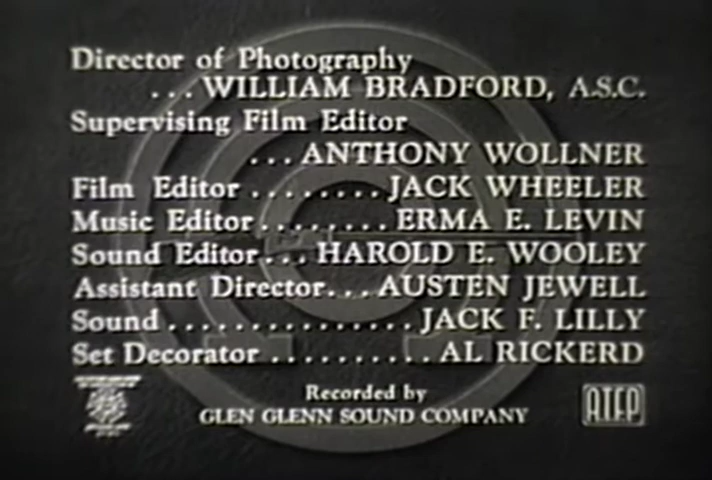 Director of Photography
... WILLIAM BRADFORD, A.S.C.
Supervising Film Editor
... ANTHONY WOLLNER
Film Editor ........ JACK WHEELER
Music Editor ........ ERMA E. LEVIN
Sound Editor ... HAROLD E. WOOLEY
Assistant Director... AUSTEN JEWELL
Sound ................ JACK F. LILLY
Set Decorator .......... AL RICKERD
Recorded by
GLEN GLENN SOUND COMPANY
ATFP